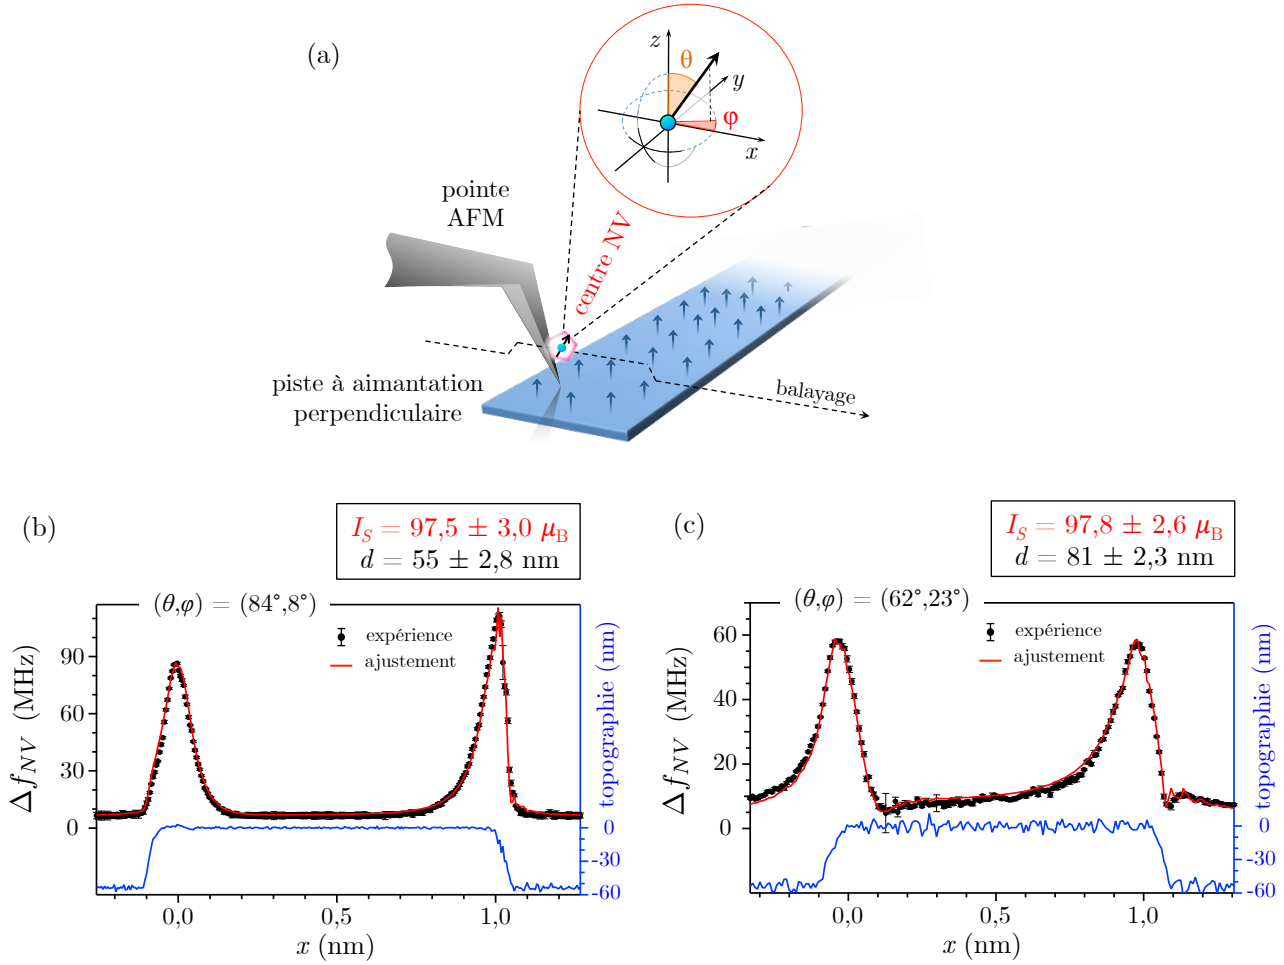 (a)
z
θ
y
φ
x
pointe
AFM
centre NV
piste à aimantation
perpendiculaire
balayage
(b)
I_S = 97,5 ± 3,0 μ_B
d = 55 ± 2,8 nm
(θ,φ) = (84°,8°)
expérience
ajustement
Δf_NV (MHz)
90
60
30
0
topographie (nm)
0
-30
-60
0,0
0,5
1,0
x (nm)
(c)
I_S = 97,8 ± 2,6 μ_B
d = 81 ± 2,3 nm
(θ,φ) = (62°,23°)
expérience
ajustement
Δf_NV (MHz)
60
40
20
0
topographie (nm)
0
-30
-60
0,0
0,5
1,0
x (nm)